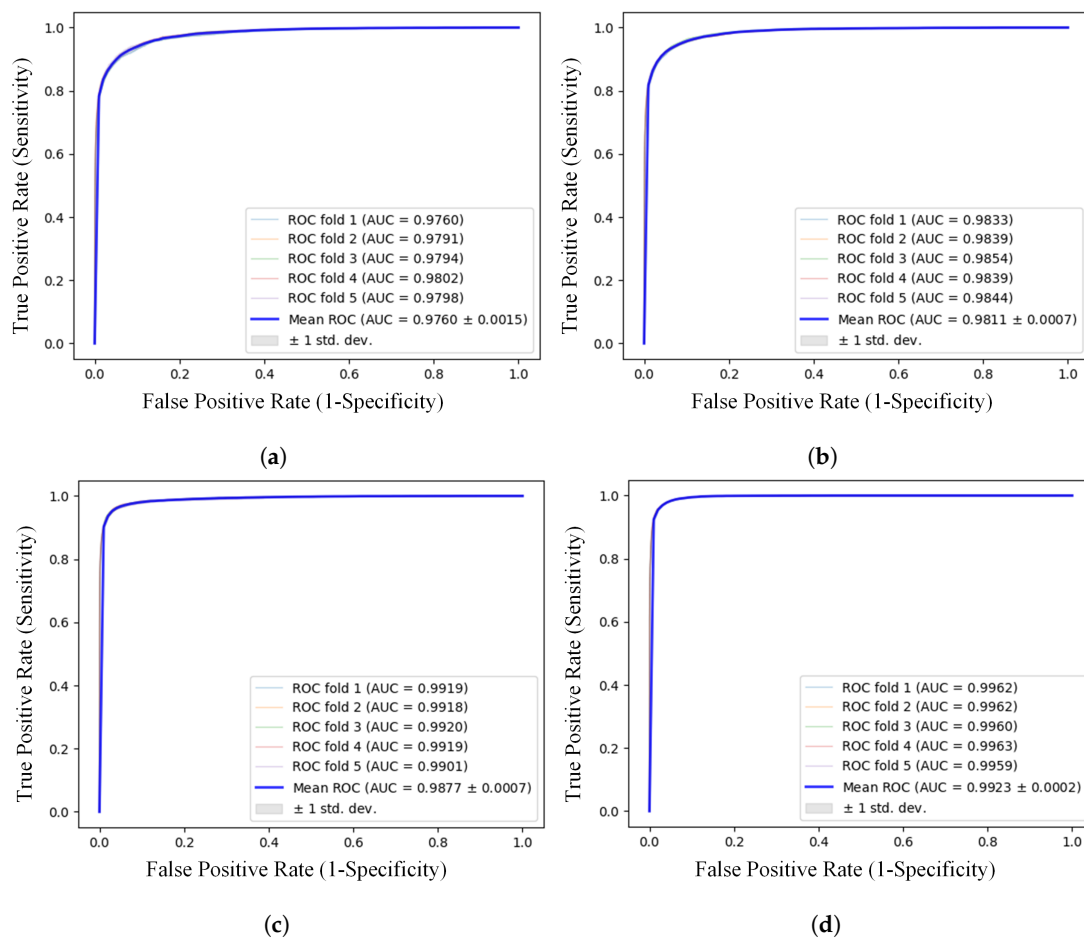 1.0
0.8
0.6
0.4
0.2
0.0
True Positive Rate (Sensitivity)
ROC fold 1 (AUC = 0.9760)
ROC fold 2 (AUC = 0.9791)
ROC fold 3 (AUC = 0.9794)
ROC fold 4 (AUC = 0.9802)
ROC fold 5 (AUC = 0.9798)
Mean ROC (AUC = 0.9760 ± 0.0015)
± 1 std. dev.
0.0 0.2 0.4 0.6 0.8 1.0
False Positive Rate (1-Specificity)
(a)
1.0
0.8
0.6
0.4
0.2
0.0
True Positive Rate (Sensitivity)
ROC fold 1 (AUC = 0.9833)
ROC fold 2 (AUC = 0.9839)
ROC fold 3 (AUC = 0.9854)
ROC fold 4 (AUC = 0.9839)
ROC fold 5 (AUC = 0.9844)
Mean ROC (AUC = 0.9811 ± 0.0007)
± 1 std. dev.
0.0 0.2 0.4 0.6 0.8 1.0
False Positive Rate (1-Specificity)
(b)
1.0
0.8
0.6
0.4
0.2
0.0
True Positive Rate (Sensitivity)
ROC fold 1 (AUC = 0.9919)
ROC fold 2 (AUC = 0.9918)
ROC fold 3 (AUC = 0.9920)
ROC fold 4 (AUC = 0.9919)
ROC fold 5 (AUC = 0.9901)
Mean ROC (AUC = 0.9877 ± 0.0007)
± 1 std. dev.
0.0 0.2 0.4 0.6 0.8 1.0
False Positive Rate (1-Specificity)
(c)
1.0
0.8
0.6
0.4
0.2
0.0
True Positive Rate (Sensitivity)
ROC fold 1 (AUC = 0.9962)
ROC fold 2 (AUC = 0.9962)
ROC fold 3 (AUC = 0.9960)
ROC fold 4 (AUC = 0.9963)
ROC fold 5 (AUC = 0.9959)
Mean ROC (AUC = 0.9923 ± 0.0002)
± 1 std. dev.
0.0 0.2 0.4 0.6 0.8 1.0
False Positive Rate (1-Specificity)
(d)